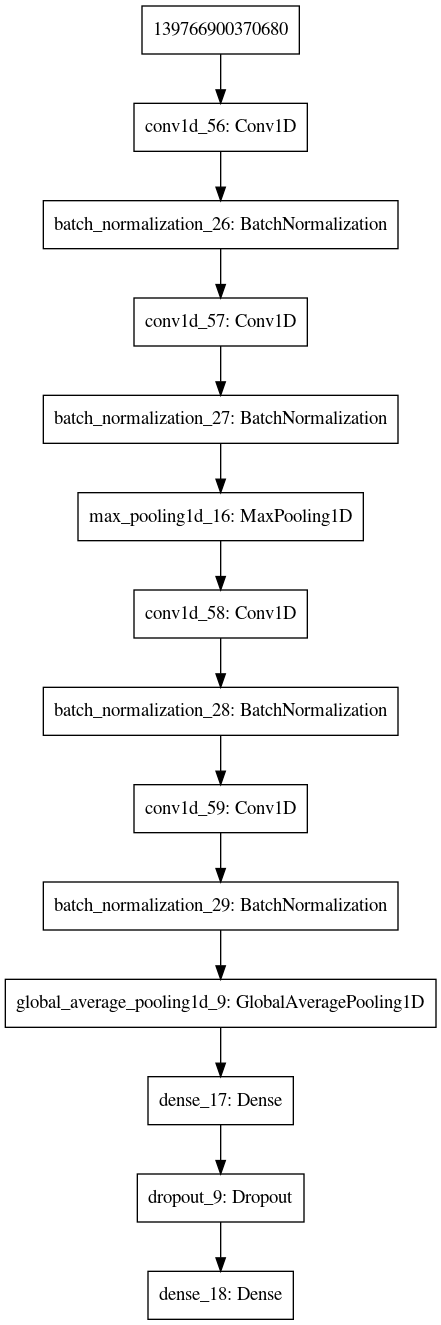 139766900370680
conv1d_56: Conv1D
batch_normalization_26: BatchNormalization
conv1d_57: Conv1D
batch_normalization_27: BatchNormalization
max_pooling1d_16: MaxPooling1D
conv1d_58: Conv1D
batch_normalization_28: BatchNormalization
conv1d_59: Conv1D
batch_normalization_29: BatchNormalization
global_average_pooling1d_9: GlobalAveragePooling1D
dense_17: Dense
dropout_9: Dropout
dense_18: Dense